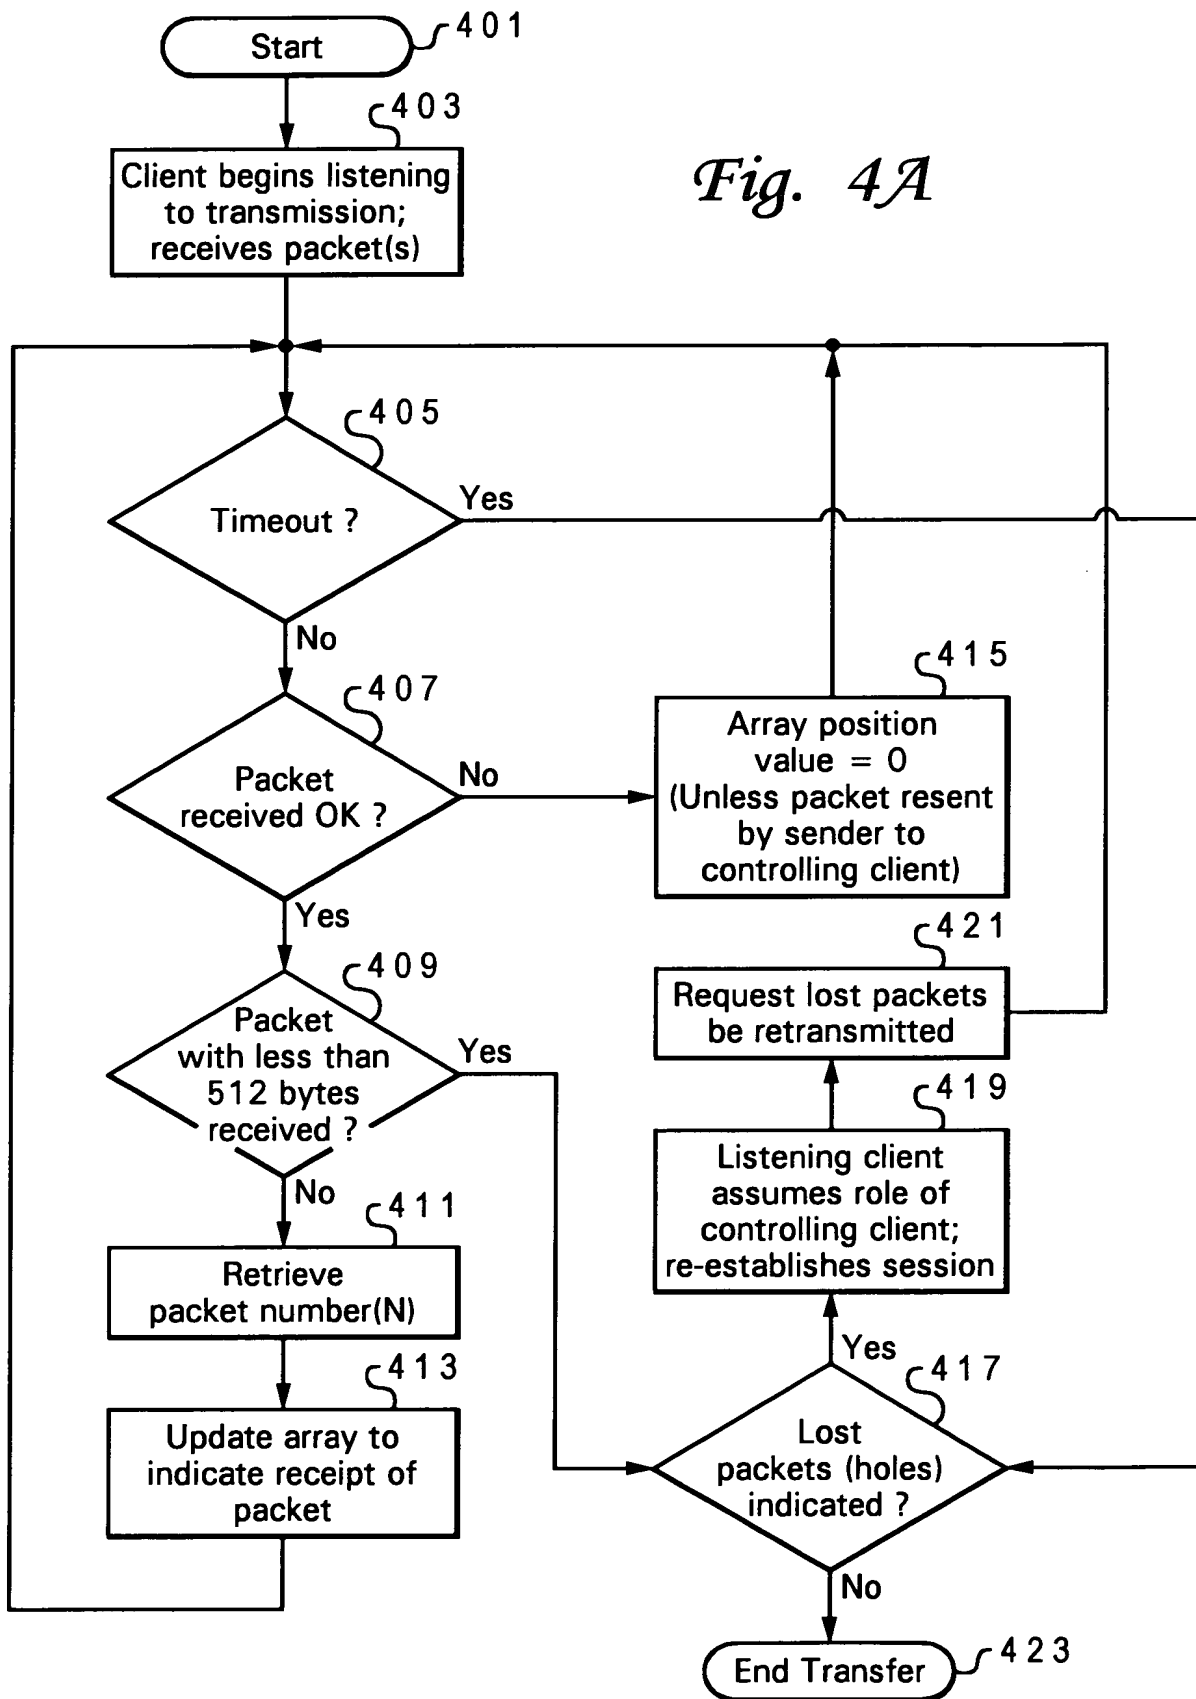 Start
401
403
Client begins listening
to transmission;
receives packet(s)
Fig. 4A
405
Timeout ?
Yes
No
407
Packet
received OK ?
No
Yes
415
Array position
value = 0
(Unless packet resent
by sender to
controlling client)
409
Packet
with less than
512 bytes
received ?
Yes
No
421
Request lost packets
be retransmitted
419
Listening client
assumes role of
controlling client;
re-establishes session
411
Retrieve
packet number(N)
413
Update array to
indicate receipt of
packet
Yes
417
Lost
packets (holes)
indicated ?
No
End Transfer
423